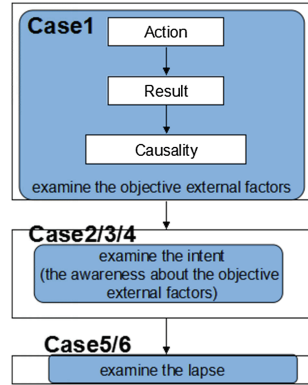 Case1
Action
Result
Causality
examine the objective external factors
Case2/3/4
examine the intent
(the awareness about the objective
external factors)
Case5/6
examine the lapse